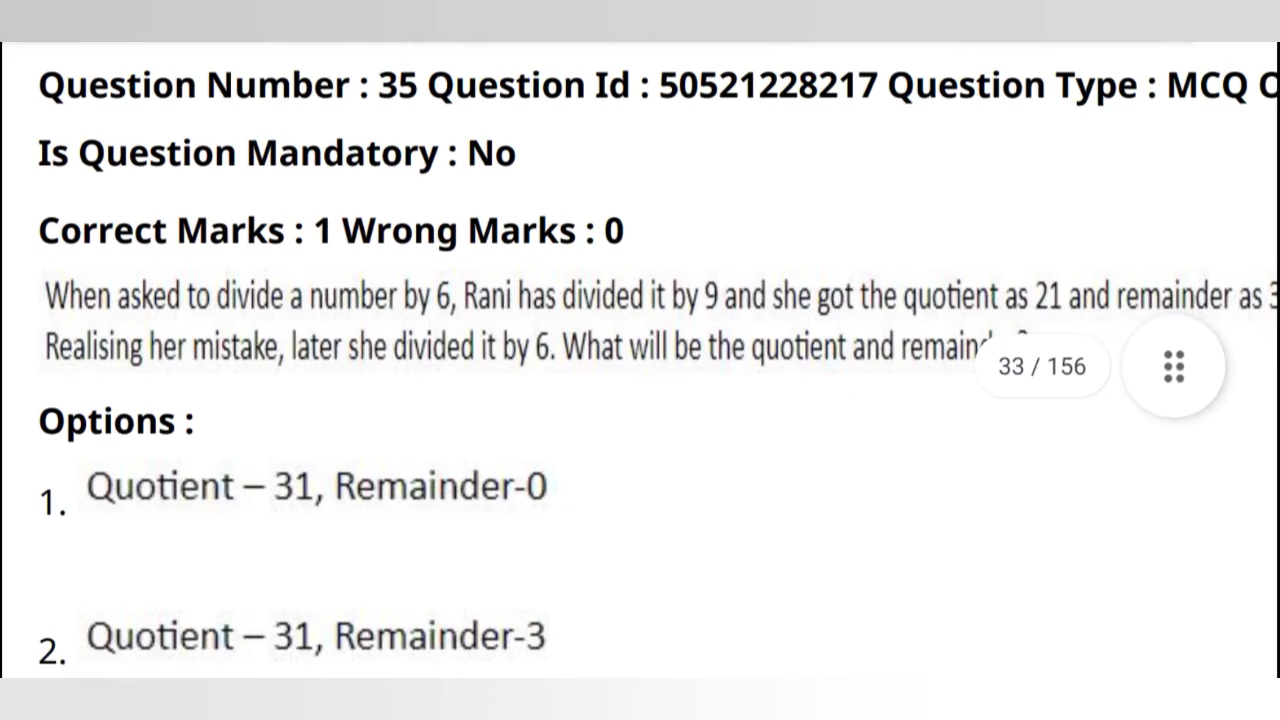 Question Number : 35 Question Id : 50521228217 Question Type : MCQ
Is Question Mandatory : No
Correct Marks : 1 Wrong Marks : 0
When asked to divide a number by 6, Rani has divided it by 9 and she got the quotient as 21 and remainder as 3
Realising her mistake, later she divided it by 6. What will be the quotient and
33 / 156
Options :
1. Quotient – 31, Remainder-0
2. Quotient – 31, Remainder-3